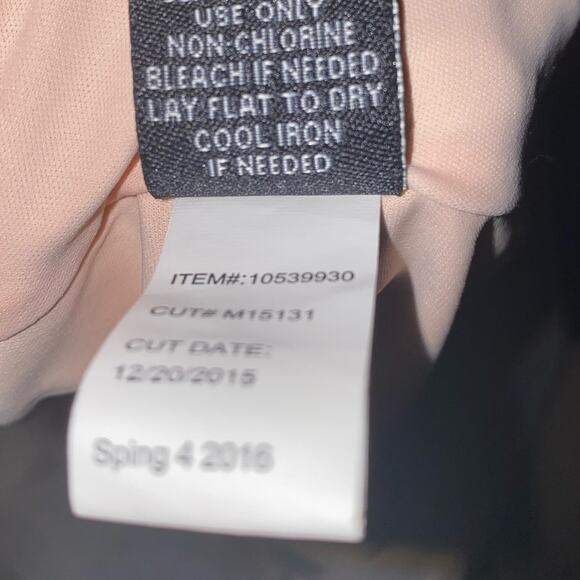 USE ONLY
NON-CHLORINE
BLEACH IF NEEDED
LAY FLAT TO DRY
COOL IRON
IF NEEDED
ITEM#:10539930
CUT# M15131
CUT DATE:
12/20/2015
Sping 4 2016